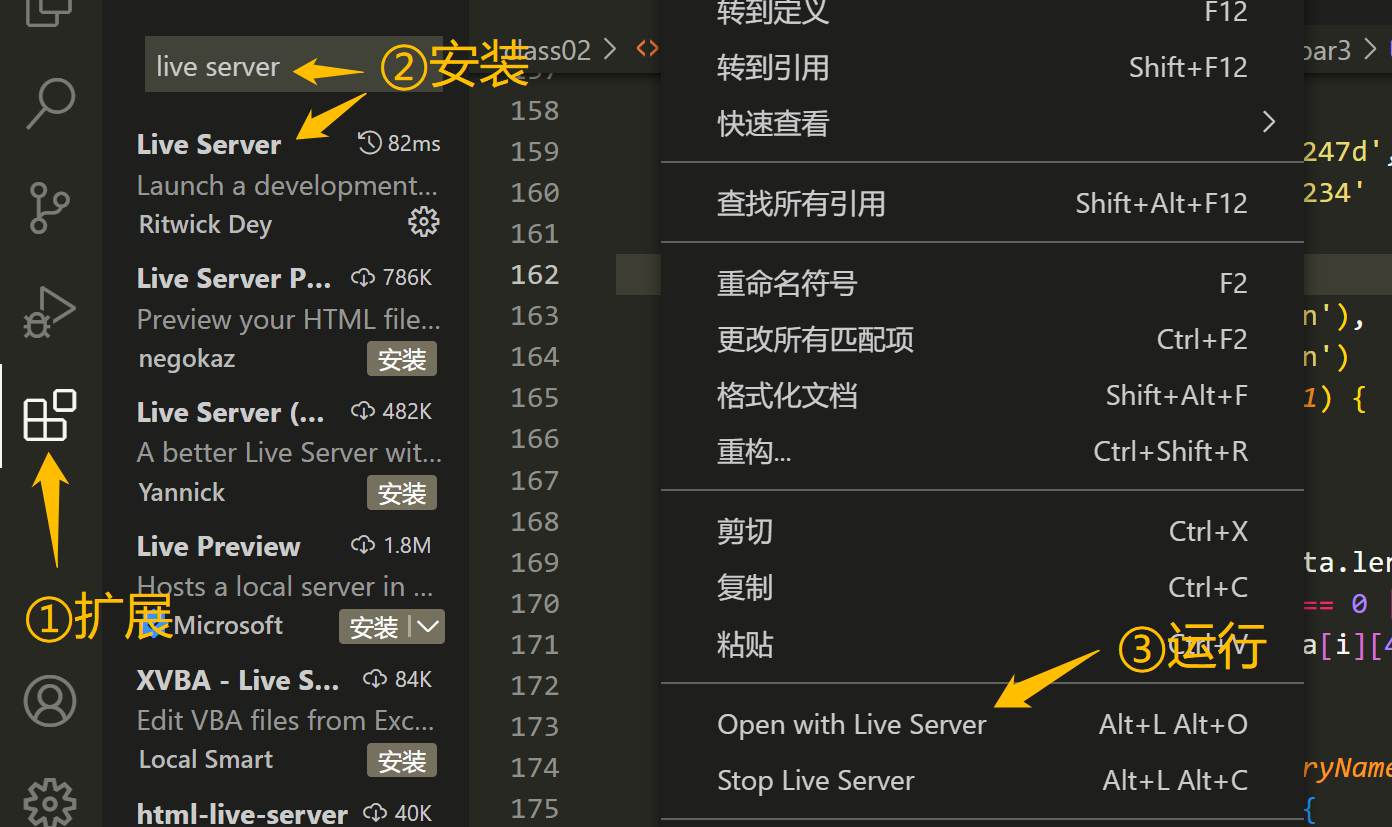 live server
②安装
Live Server
82ms
Launch a development...
Ritwick Dey
Live Server P...
786K
Preview your HTML file...
negokaz
安装
Live Server (...
482K
A better Live Server wit...
Yannick
安装
Live Preview
1.8M
Hosts a local server in ...
Microsoft
安装
①扩展
XVBA - Live S...
84K
Edit VBA files from Exc...
Local Smart
安装
html-live-server
40K
class02 >
157
158
159
160
161
162
163
164
165
166
167
168
169
170
171
172
173
174
175
转到定义 F12
转到引用 Shift+F12
快速查看
查找所有引用 Shift+Alt+F12
重命名符号 F2
更改所有匹配项 Ctrl+F2
格式化文档 Shift+Alt+F
重构... Ctrl+Shift+R
剪切 Ctrl+X
复制 Ctrl+C
粘贴 Ctrl+V
③运行
Open with Live Server Alt+L Alt+O
Stop Live Server Alt+L Alt+C
bar3 >
247d',
234'
n'),
n')
1) {
ta.ler
== 0
a[i][4
ryName
{